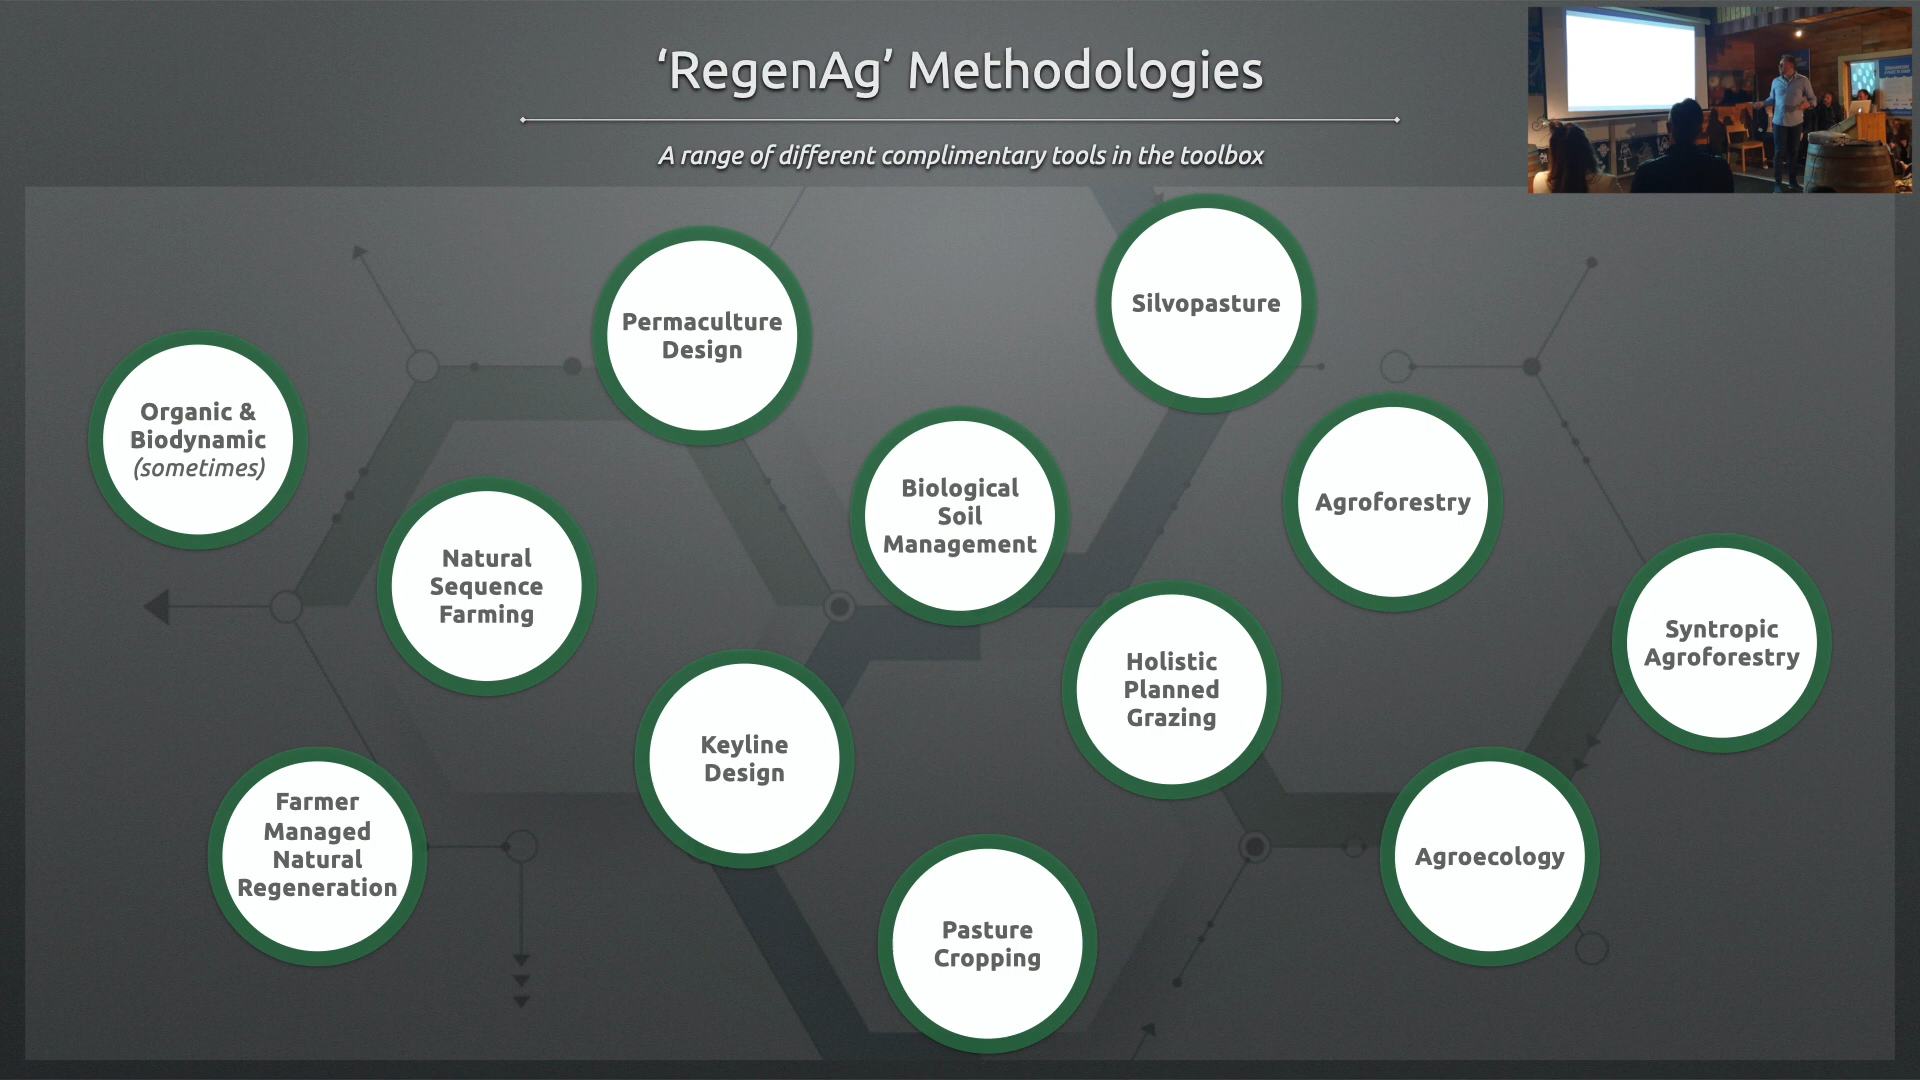 ‘RegenAg’ Methodologies
A range of different complimentary tools in the toolbox
Permaculture
Design
Silvopasture
Organic &
Biodynamic
(sometimes)
Natural
Sequence
Farming
Biological
Soil
Management
Agroforestry
Syntropic
Agroforestry
Holistic
Planned
Grazing
Keyline
Design
Farmer
Managed
Natural
Regeneration
Agroecology
Pasture
Cropping